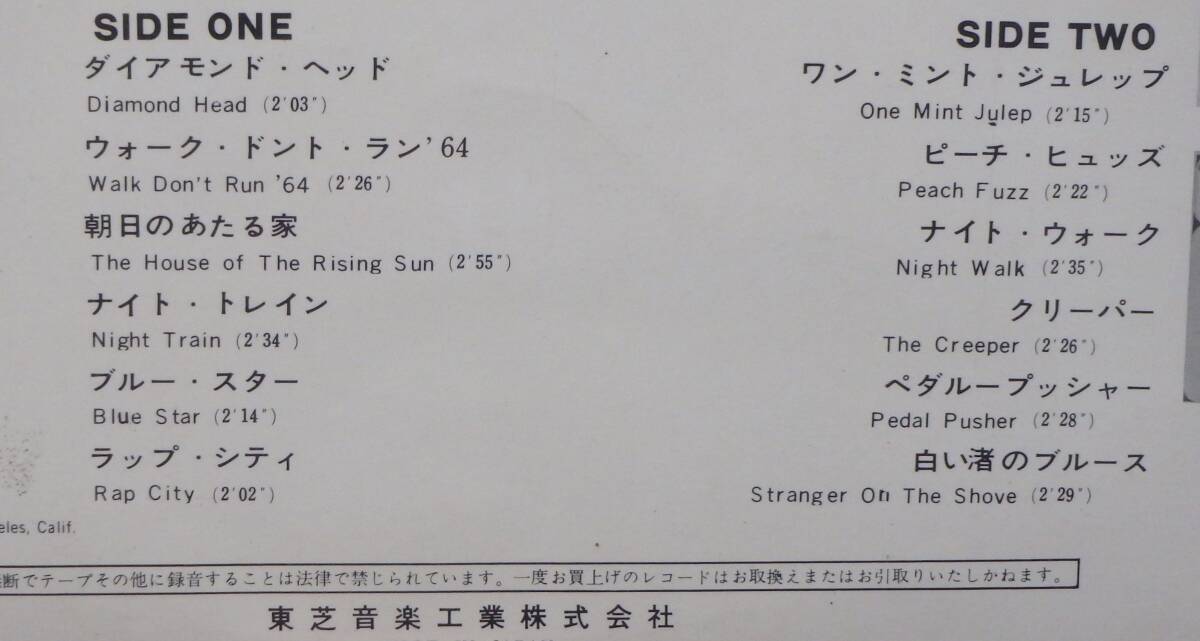 SIDE ONE
ダイアモンド・ヘッド
Diamond Head (2'03")
ウォーク・ドント・ラン'64
Walk Don't Run '64 (2'26")
朝日のあたる家
The House of The Rising Sun (2'55")
ナイト・トレイン
Night Train (2'34")
ブルー・スター
Blue Star (2'14")
ラップ・シティ
Rap City (2'02")
SIDE TWO
ワン・ミント・ジュレップ
One Mint Julep (2'15")
ピーチ・ヒュッズ
Peach Fuzz (2'22")
ナイト・ウォーク
Night Walk (2'35")
クリーパー
The Creeper (2'26")
ペダループッシャー
Pedal Pusher (2'28")
白い渚のブルース
Stranger On The Shove (2'29")
eles, Calif.
断でテープその他に録音することは法律で禁じられています。一度お買上げのレコードはお取換えまたはお引取りいたしかねます。
東芝音楽工業株式会社